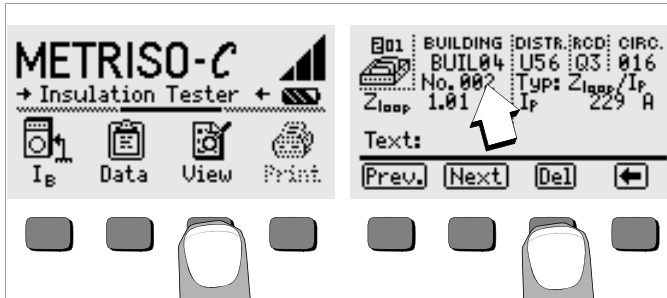 METRISO-C
→ Insulation Tester ←
IB Data View Print
201 BUILDING DISTR. RCD CIRC.
BUIL04 U56 Q3 016
No. 002 Typ: Zloop/IP
Zloop 1.01 IP 229 A
Text:
Prev. Next Del ←